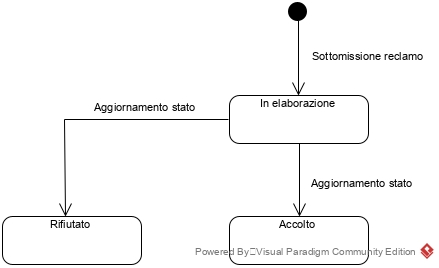 Sottomissione reclamo
Aggiornamento stato
In elaborazione
Aggiornamento stato
Rifiutato
Accolto
Powered By Visual Paradigm Community Edition